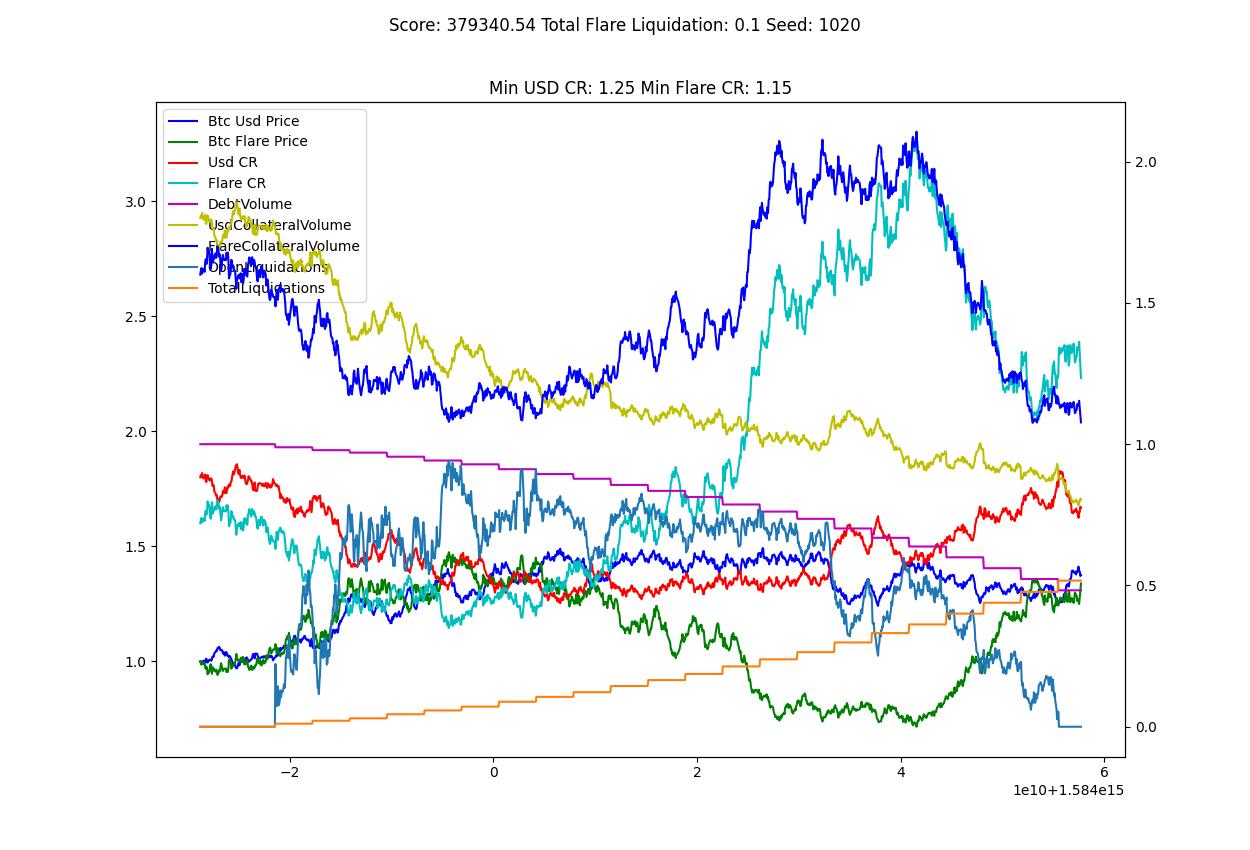 Score: 379340.54 Total Flare Liquidation: 0.1 Seed: 1020
Min USD CR: 1.25 Min Flare CR: 1.15
Btc Usd Price
Btc Flare Price
Usd CR
Flare CR
DebtVolume
UsdCollateralVolume
FlareCollateralVolume
OpenLiquidations
TotalLiquidations
3.0
2.5
2.0
1.5
1.0
2.0
1.5
1.0
0.5
0.0
−2
0
2
4
6
1e10+1.584e15